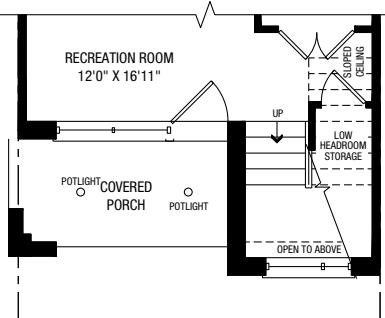 RECREATION ROOM
12'0" X 16'11"
SLOPED
CEILING
UP
LOW
HEADROOM
STORAGE
POTLIGHT
COVERED
PORCH
POTLIGHT
OPEN TO ABOVE